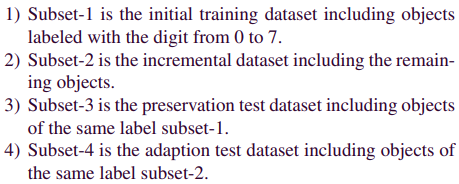 1) Subset-1 is the initial training dataset including objects
labeled with the digit from 0 to 7.
2) Subset-2 is the incremental dataset including the remain-
ing objects.
3) Subset-3 is the preservation test dataset including objects
of the same label subset-1.
4) Subset-4 is the adaption test dataset including objects of
the same label subset-2.